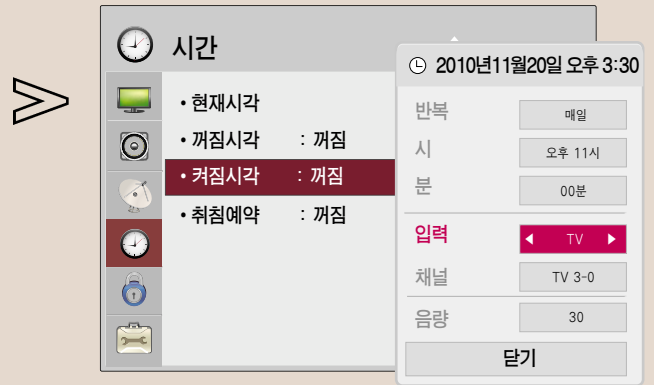 시간
• 현재시각
• 꺼짐시각 : 꺼짐
• 켜짐시각 : 꺼짐
• 취침예약 : 꺼짐
2010년11월20일 오후 3:30
반복 매일
시 오후 11시
분 00분
입력 ◀ TV ▶
채널 TV 3-0
음량 30
닫기